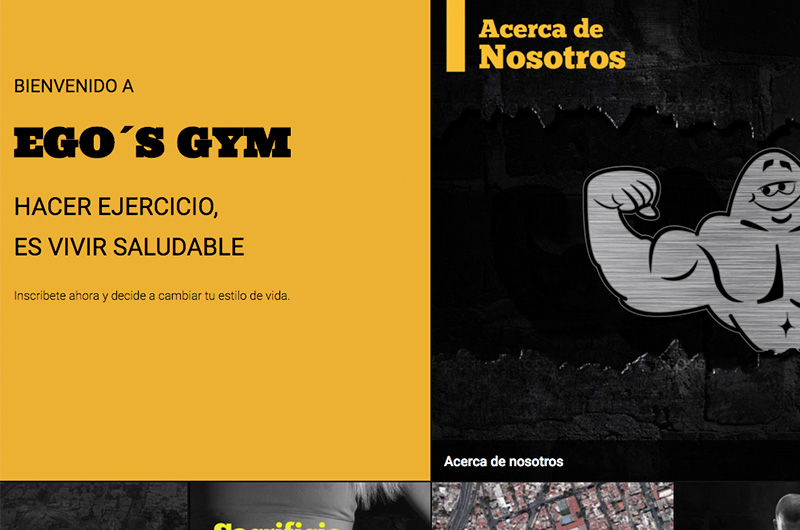 BIENVENIDO A
EGO´S GYM
HACER EJERCICIO,
ES VIVIR SALUDABLE
Inscribete ahora y decide a cambiar tu estilo de vida.
Acerca de
Nosotros
Acerca de nosotros
Sacrificio